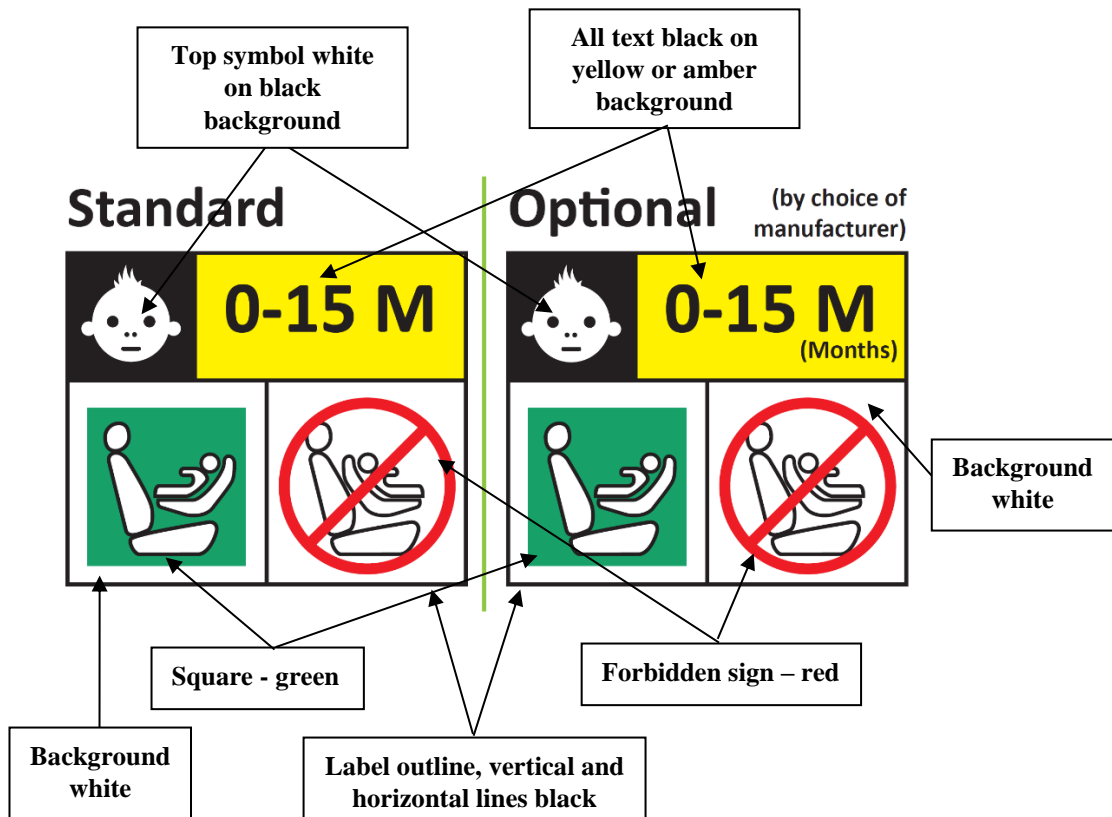 Top symbol white
on black
background
All text black on
yellow or amber
background
Standard
Optional
(by choice of
manufacturer)
0-15 M
0-15 M
(Months)
Background
white
Square - green
Forbidden sign – red
Background
white
Label outline, vertical and
horizontal lines black